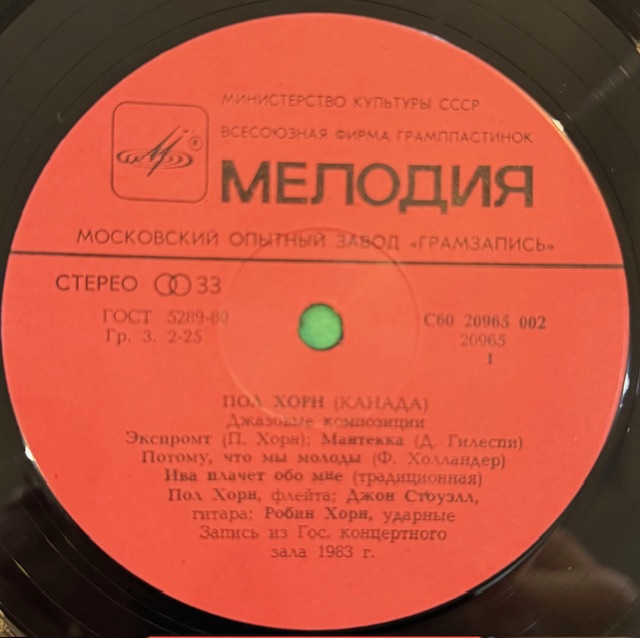 МИНИСТЕРСТВО КУЛЬТУРЫ СССР
ВСЕСОЮЗНАЯ ФИРМА ГРАМПЛАСТИНОК
МЕЛОДИЯ
МОСКОВСКИЙ ОПЫТНЫЙ ЗАВОД «ГРАМЗАПИСЬ»
СТЕРЕО 33
ГОСТ 5289-80
Гр. 3. 2-25
С60 20965 002
20965
1
ПОЛ ХОРН (КАНАДА)
Джазовые композиции
Экспромт (П. Хорн); Мантекка (Д. Гилеспи)
Потому, что мы молоды (Ф. Холландер)
Ива плачет обо мне (традиционная)
Пол Хорн, флейта; Джон Стоуэлл,
гитара; Робин Хорн, ударные
Запись из Гос. концертного
зала 1983 г.